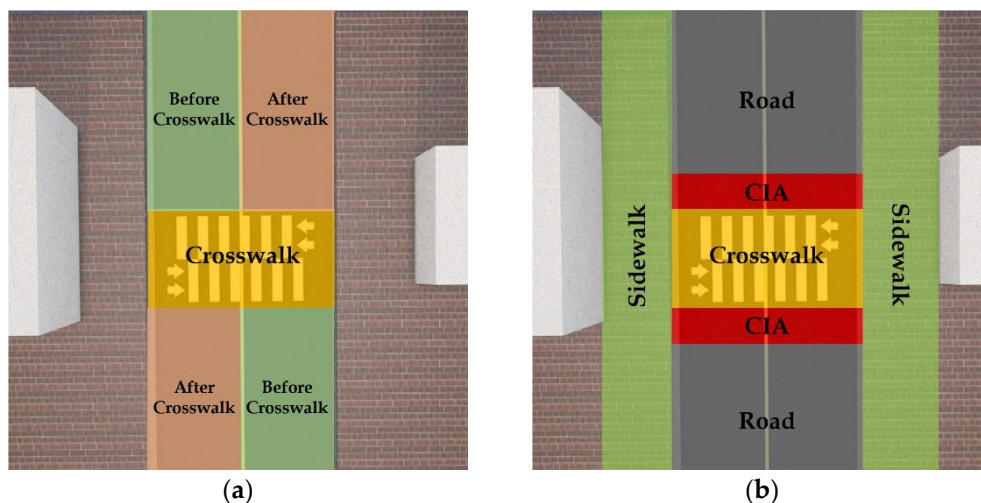 Before
Crosswalk
After
Crosswalk
Crosswalk
After
Crosswalk
Before
Crosswalk
(a)
Road
CIA
Sidewalk
Crosswalk
Sidewalk
CIA
Road
(b)